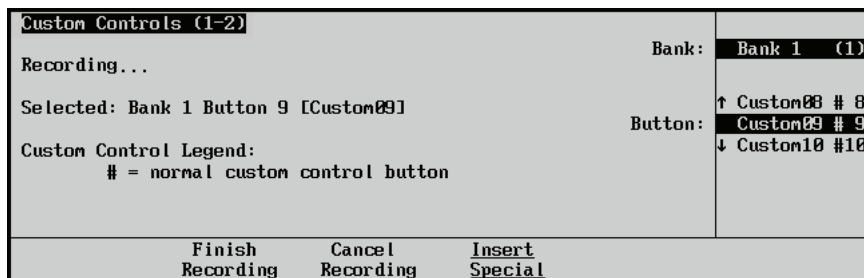 Custom Controls (1-2)
Bank: Bank 1 (1)
Recording...
Selected: Bank 1 Button 9 [Custom09]
↑ Custom08 # 8
Button: Custom09 # 9
↓ Custom10 #10
Custom Control Legend:
# = normal custom control button
Finish Recording
Cancel Recording
Insert Special